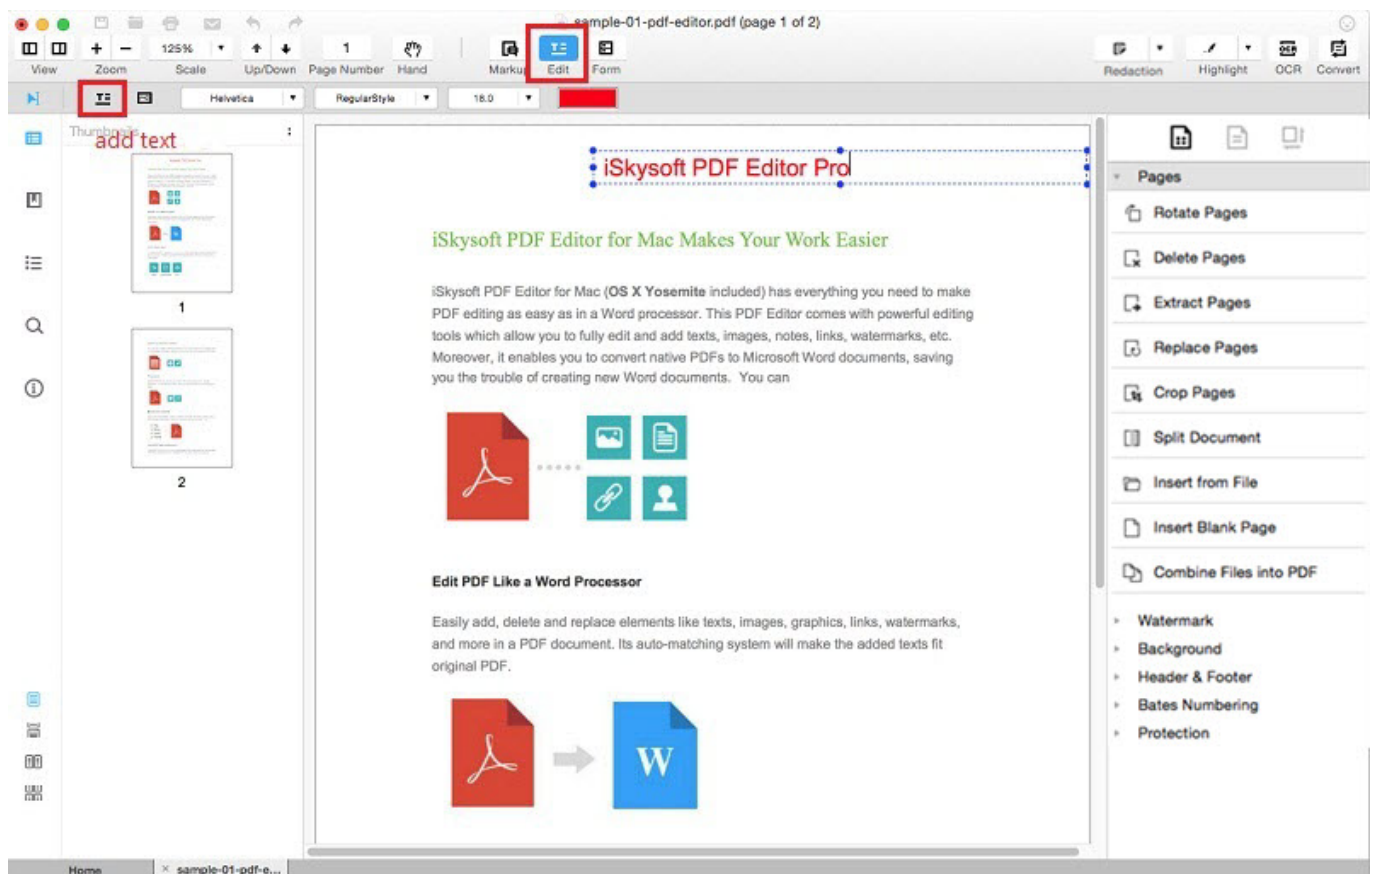 sample-01-pdf-editor.pdf (page 1 of 2)
125%
1
View
Zoom
Scale
Up/Down
Page Number
Hand
Markup
Edit
Form
Redaction
Highlight
OCR
Convert
Helvetica
RegularStyle
18.0
Thumbnails
add text
1
2
iSkysoft PDF Editor Pro
iSkysoft PDF Editor for Mac Makes Your Work Easier
iSkysoft PDF Editor for Mac (OS X Yosemite included) has everything you need to make
PDF editing as easy as in a Word processor. This PDF Editor comes with powerful editing
tools which allow you to fully edit and add texts, images, notes, links, watermarks, etc.
Moreover, it enables you to convert native PDFs to Microsoft Word documents, saving
you the trouble of creating new Word documents. You can
Edit PDF Like a Word Processor
Easily add, delete and replace elements like texts, images, graphics, links, watermarks,
and more in a PDF document. Its auto-matching system will make the added texts fit
original PDF.
W
Pages
Rotate Pages
Delete Pages
Extract Pages
Replace Pages
Crop Pages
Split Document
Insert from File
Insert Blank Page
Combine Files into PDF
Watermark
Background
Header & Footer
Bates Numbering
Protection
Home
sample-01-pdf-e...